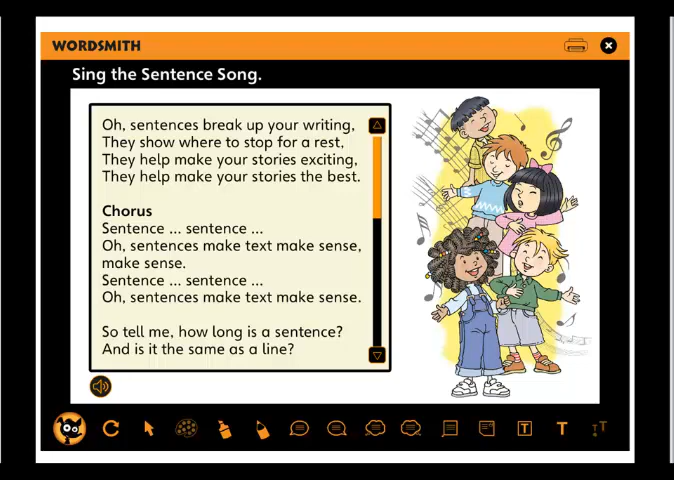 WORDSMITH
Sing the Sentence Song.
Oh, sentences break up your writing,
They show where to stop for a rest,
They help make your stories exciting,
They help make your stories the best.
Chorus
Sentence ... sentence ...
Oh, sentences make text make sense,
make sense.
Sentence ... sentence ...
Oh, sentences make text make sense.
So tell me, how long is a sentence?
And is it the same as a line?
T T TT